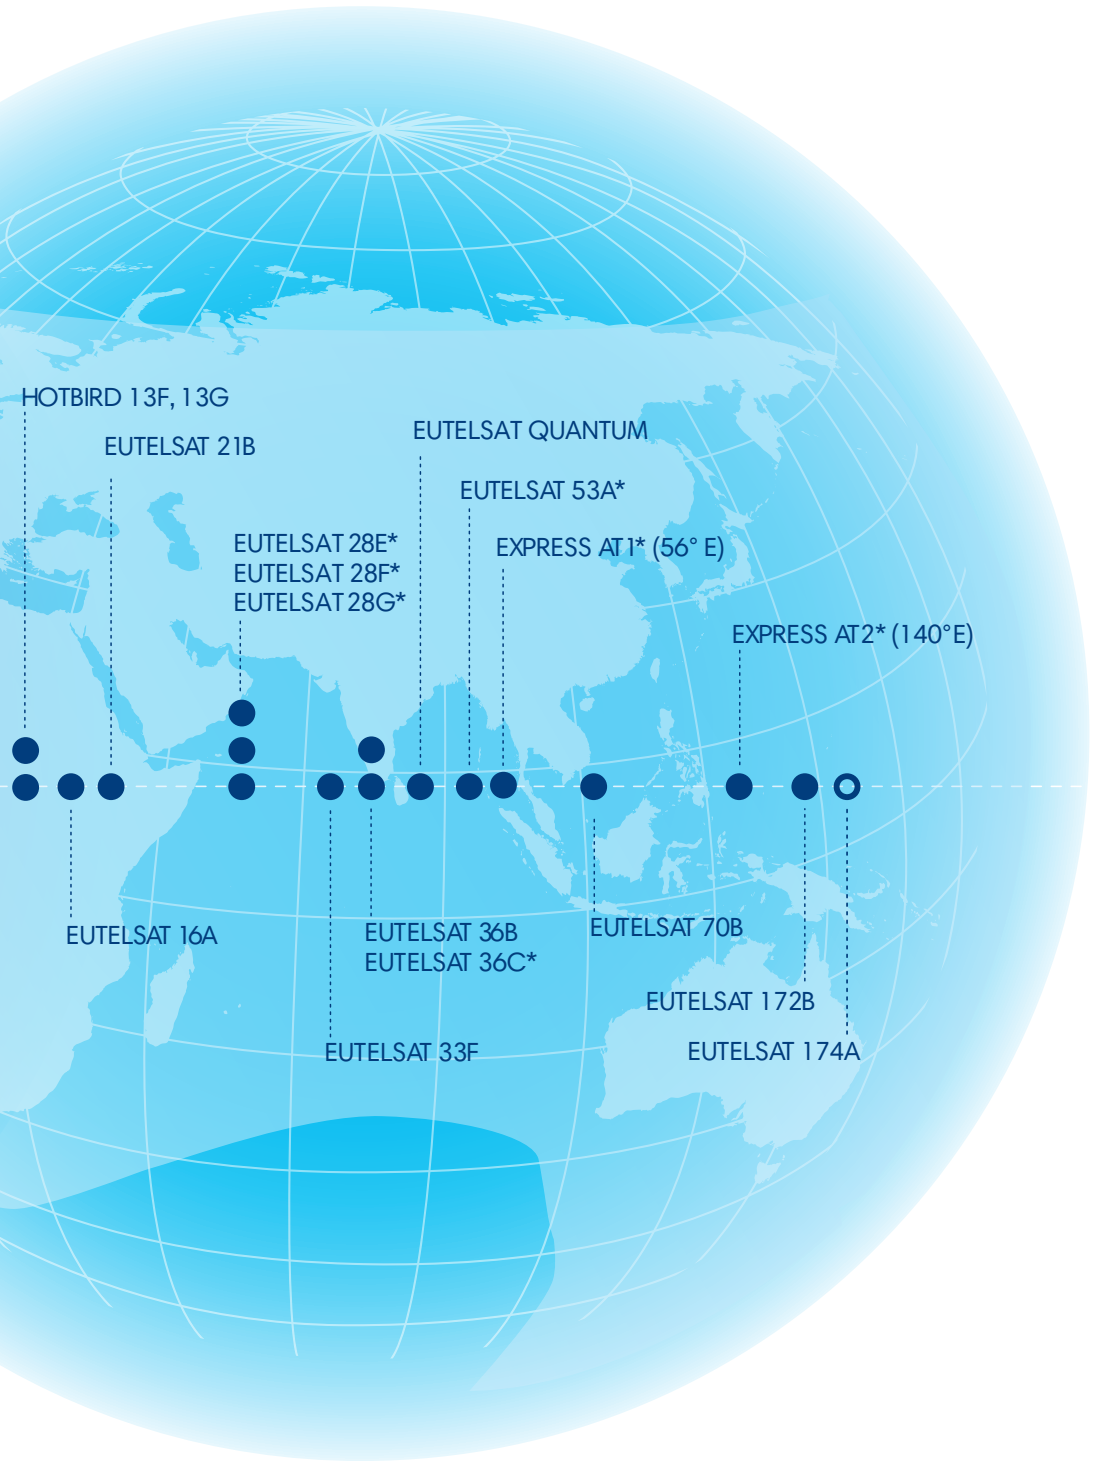 HOTBIRD 13F, 13G
EUTELSAT QUANTUM
EUTELSAT 21B
EUTELSAT 53A*
EUTELSAT 28E*
EUTELSAT 28F*
EUTELSAT 28G*
EXPRESS AT1* (56° E)
EXPRESS AT2* (140°E)
EUTELSAT 16A
EUTELSAT 36B
EUTELSAT 36C*
EUTELSAT 70B
EUTELSAT 172B
EUTELSAT 33F
EUTELSAT 174A